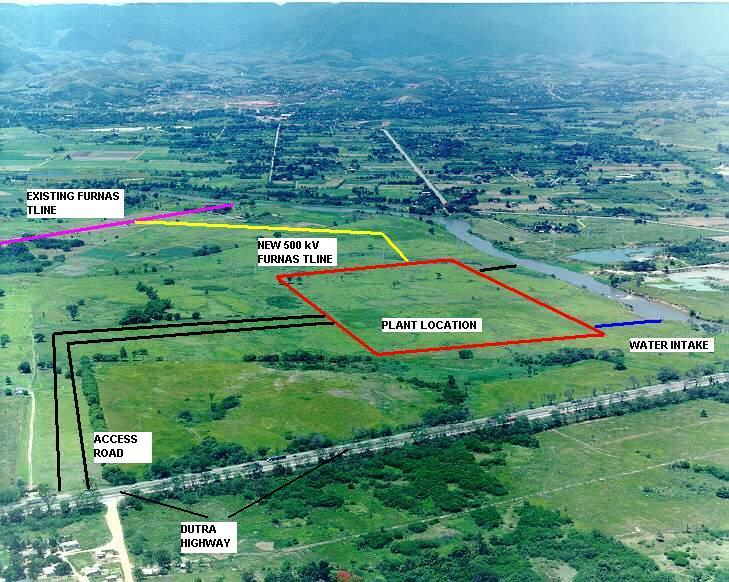 EXISTING FURNAS
TLINE
NEW 500 kV
FURNAS TLINE
PLANT LOCATION
WATER INTAKE
ACCESS
ROAD
DUTRA
HIGHWAY